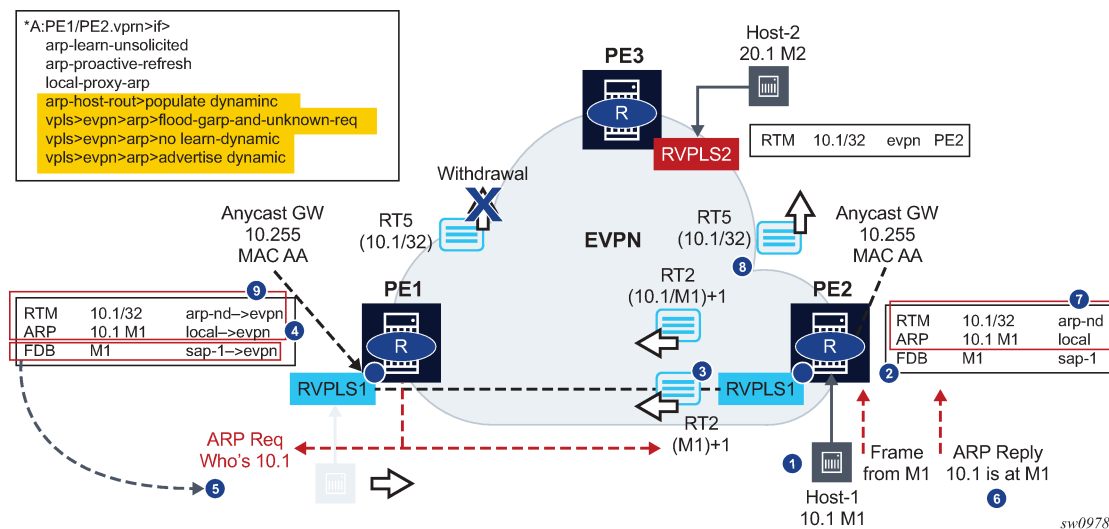 *A:PE1/PE2.vprn>if>
arp-learn-unsolicited
arp-proactive-refresh
local-proxy-arp
arp-host-rout>populate dynaminc
vpls>evpn>arp>flood-garp-and-unknown-req
vpls>evpn>arp>no learn-dynamic
vpls>evpn>arp>advertise dynamic
Host-2
20.1 M2
PE3
R
RVPLS2
RTM 10.1/32 evpn PE2
Withdrawal
X
RT5
(10.1/32)
EVPN
RT5
(10.1/32)
8
Anycast GW
10.255
MAC AA
Anycast GW
10.255
MAC AA
RT2
(10.1/M1)+1
PE1
R
PE2
R
9
RTM 10.1/32 arp-nd–>evpn
ARP 10.1 M1 local–>evpn
4
FDB M1 sap-1–>evpn
7
RTM 10.1/32 arp-nd
ARP 10.1 M1 local
FDB M1 sap-1
2
RVPLS1
3
RVPLS1
RT2
(M1)+1
ARP Req
Who's 10.1
5
1
Host-1
10.1 M1
Frame
from M1
ARP Reply
10.1 is at M1
6
sw0978